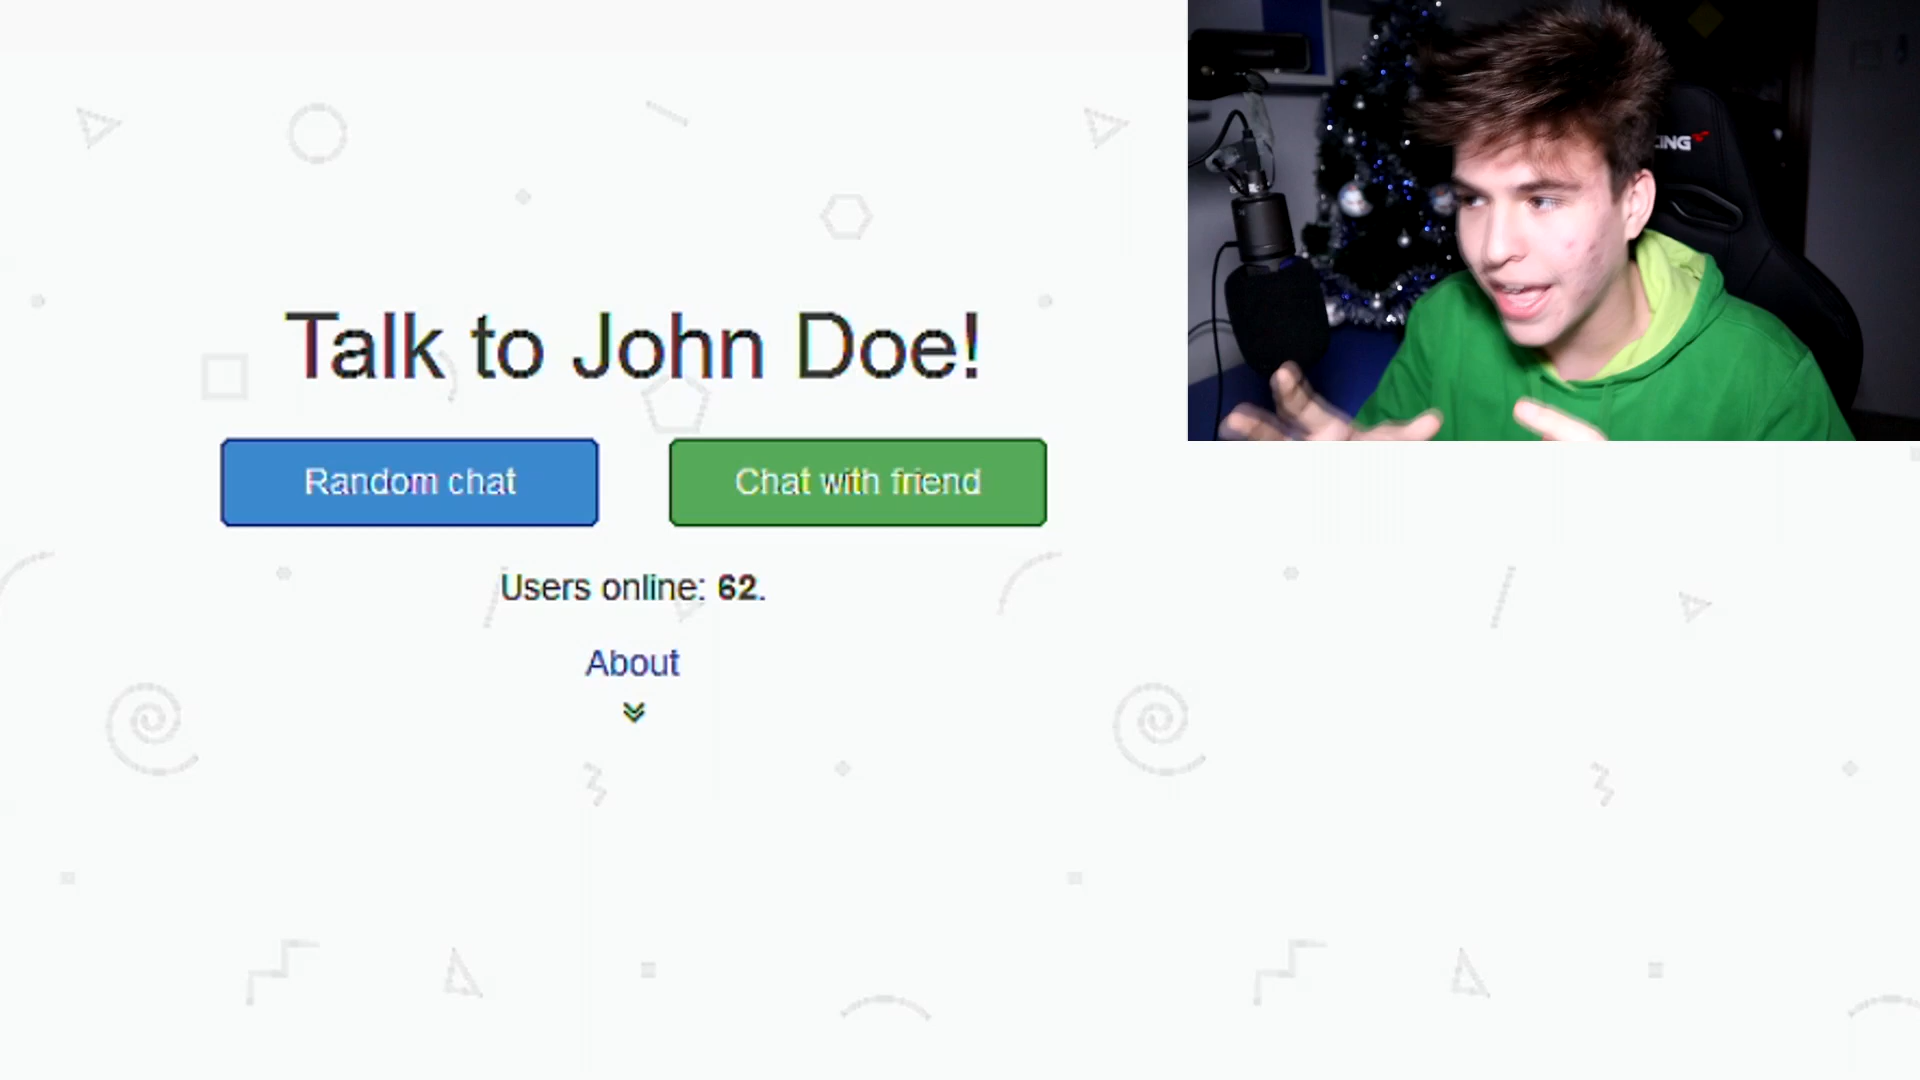 Talk to John Doe!
Random chat
Chat with friend
Users online: 62.
About